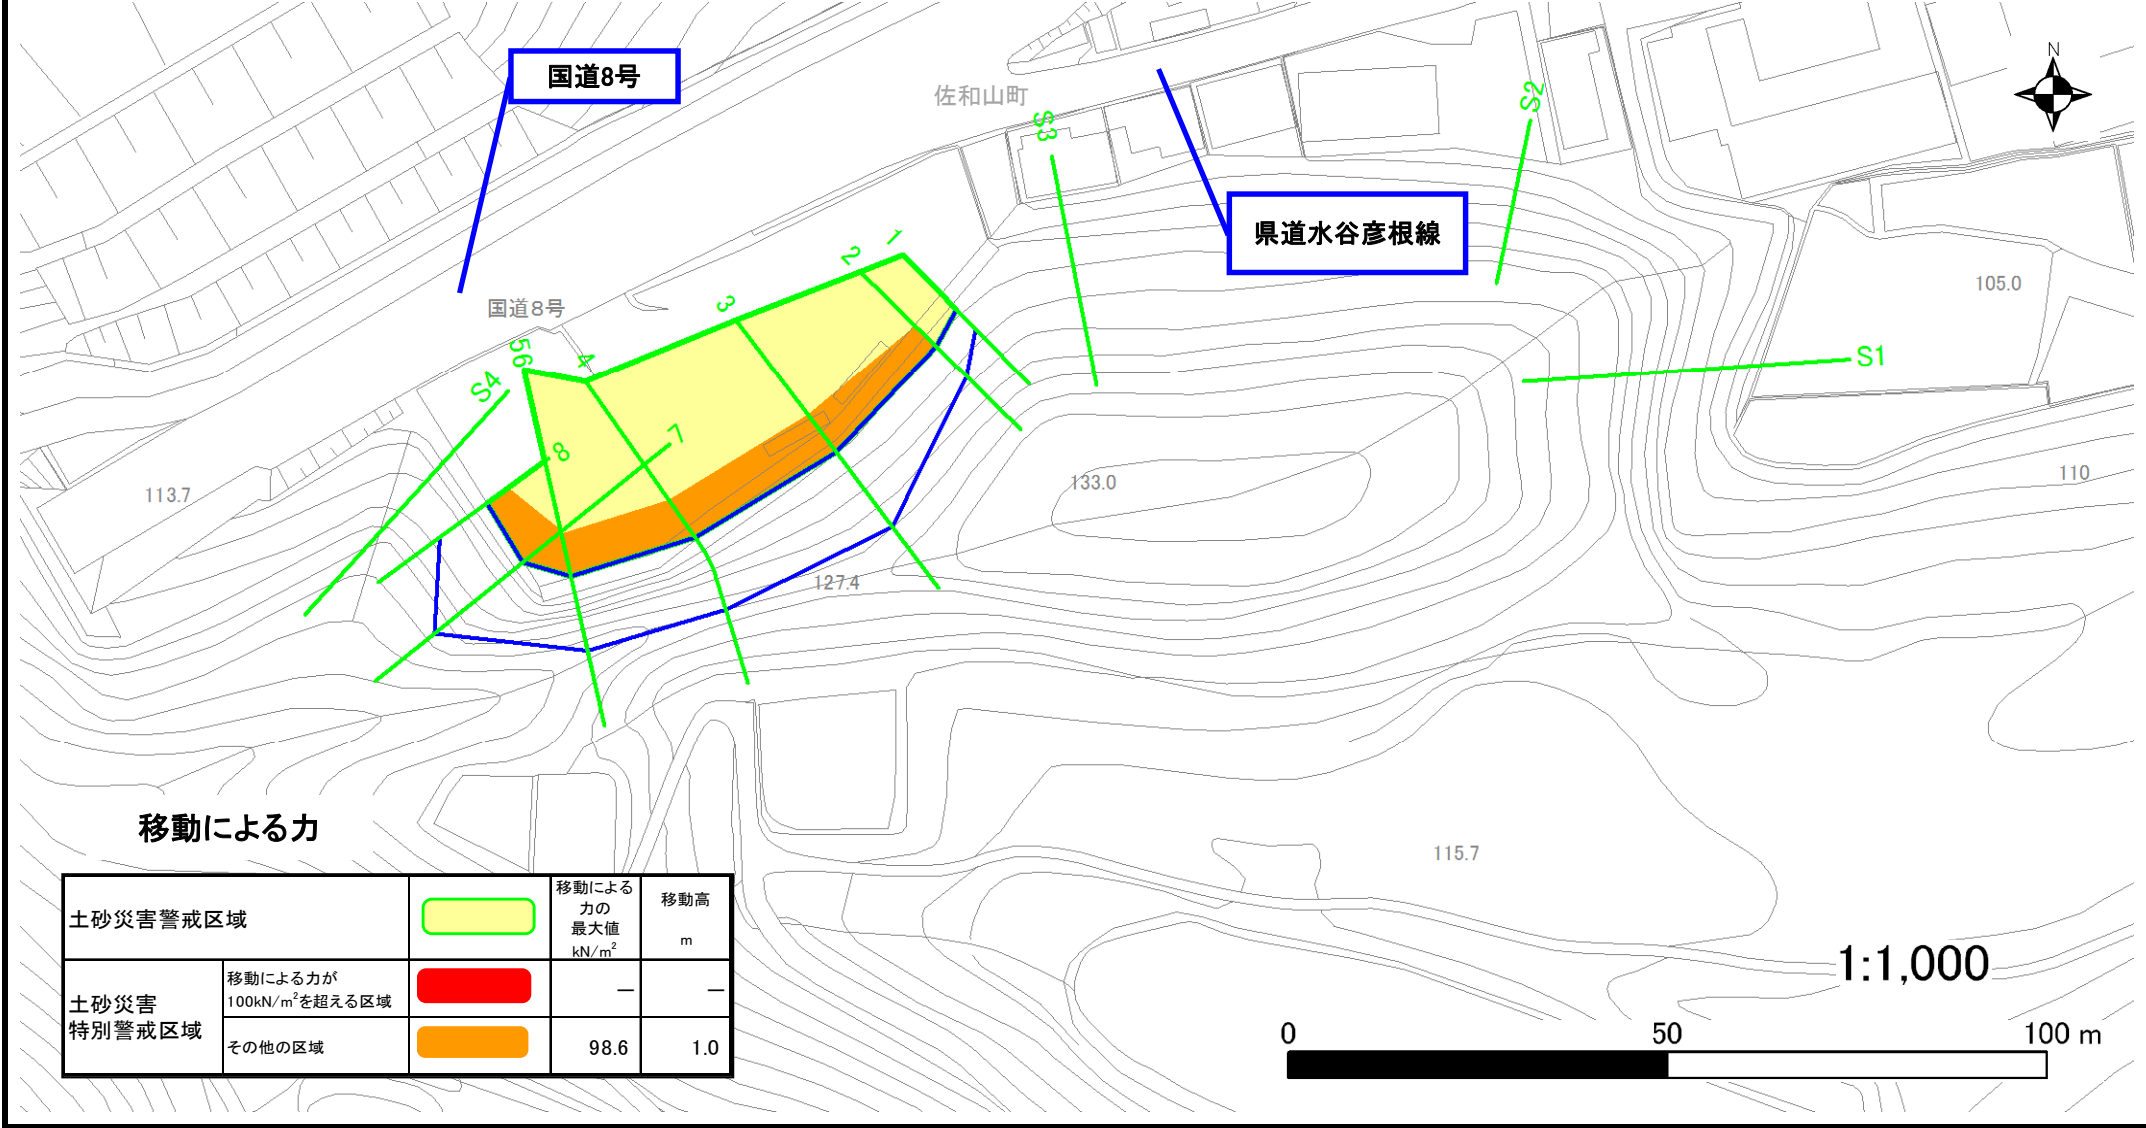 国道8号
佐和山町
N
S3
S2
県道水谷彦根線
1
2
3
国道8号
4
56
S4
7
8
S1
105.0
113.7
133.0
110
127.4
115.7
移動による力
土砂災害警戒区域
移動による
力の
最大値
kN/m²
移動高
m
土砂災害
特別警戒区域
移動による力が
100kN/m²を超える区域
—
—
その他の区域
98.6
1.0
1:1,000
0
50
100 m